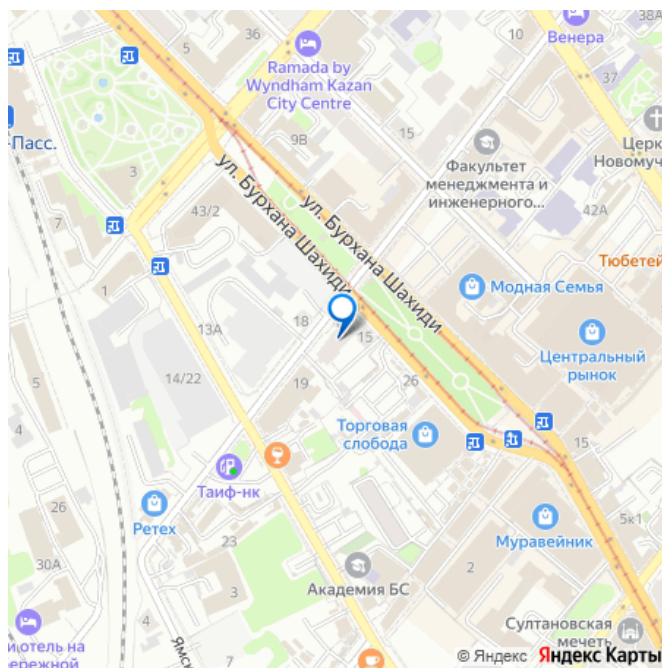 36
5
Венера
Ramada by
Wyndham Kazan
City Centre
9В
15
Церк
Новомуч
-Пасс.
3
Факультет
менеджмента и
инженерного...
ул. Бурхана Шахиди
ул. Бурхана Шахиди
7
43/2
42А
Тюбетей
1
Модная Семья
13А
18
15
Центральный
рынок
14/22
5
19
26
4
Торговая
слобода
15
Таиф-нк
5к1
26
Ретех
Муравейник
23
30А
2
Академия БС
3
4
7
Султановская
мечеть
Ямск
и отель на
бережной
© Яндекс Яндекс Карты